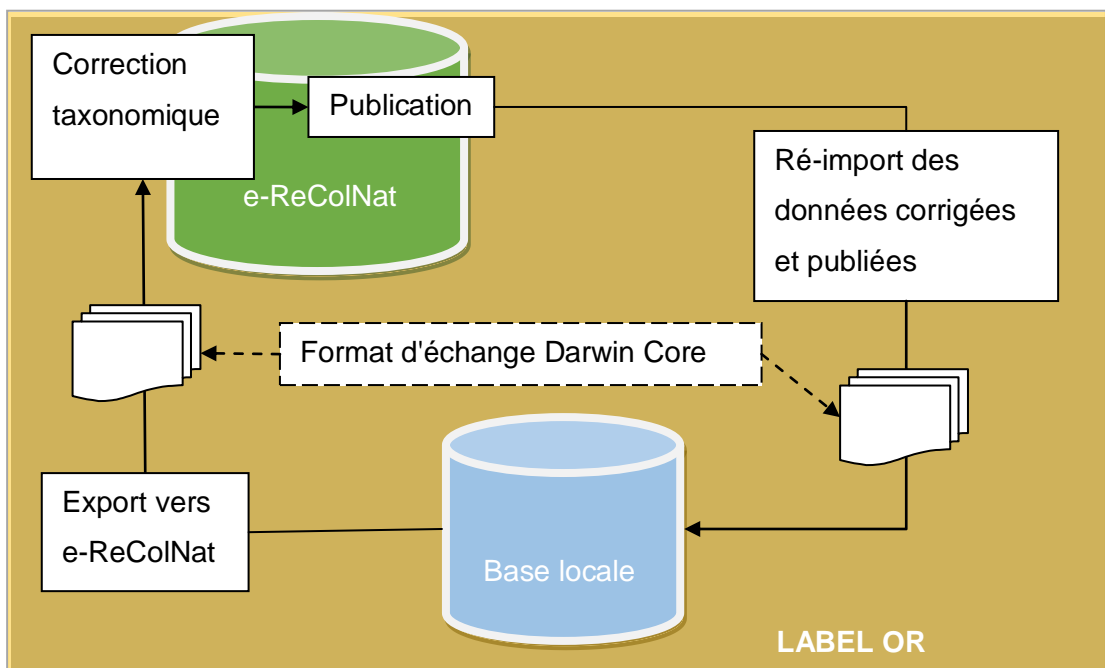 Correction
taxonomique
Publication
e-ReColNat
Ré-import des
données corrigées
et publiées
Format d'échange Darwin Core
Export vers
e-ReColNat
Base locale
LABEL OR